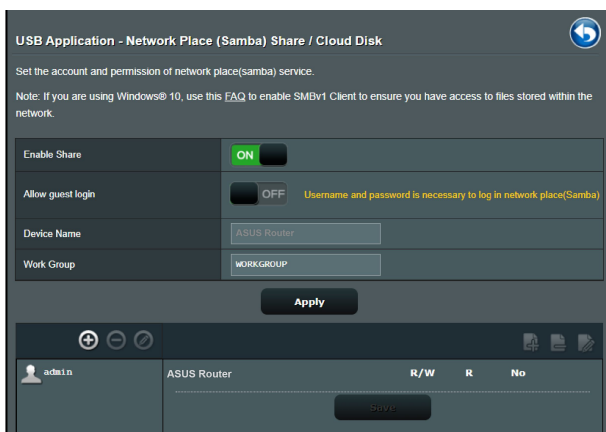 USB Application - Network Place (Samba) Share / Cloud Disk
Set the account and permission of network place(samba) service.
Note: If you are using Windows® 10, use this FAQ to enable SMBv1 Client to ensure you have access to files stored within the
network.
Enable Share ON
Allow guest login OFF Username and password is necessary to log in network place(Samba)
Device Name ASUS Router
Work Group WORKGROUP
Apply
admin ASUS Router R/W R No
Save